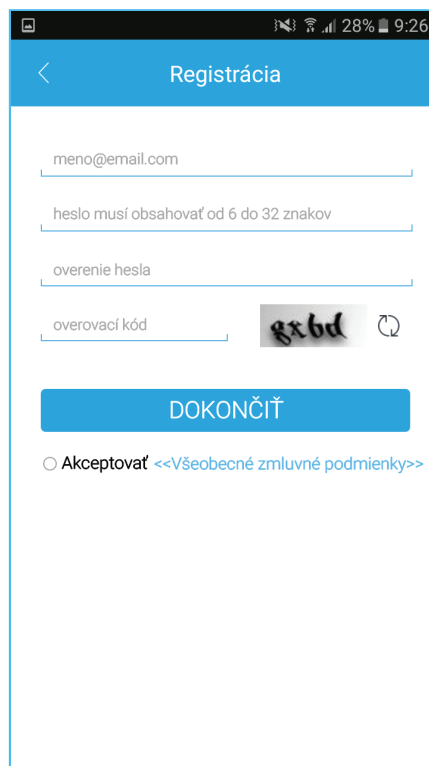 28% 9:26
Registrácia
meno@email.com
heslo musí obsahovať od 6 do 32 znakov
overenie hesla
overovací kód gxbd
DOKONČIŤ
Akceptovať <<Všeobecné zmluvné podmienky>>